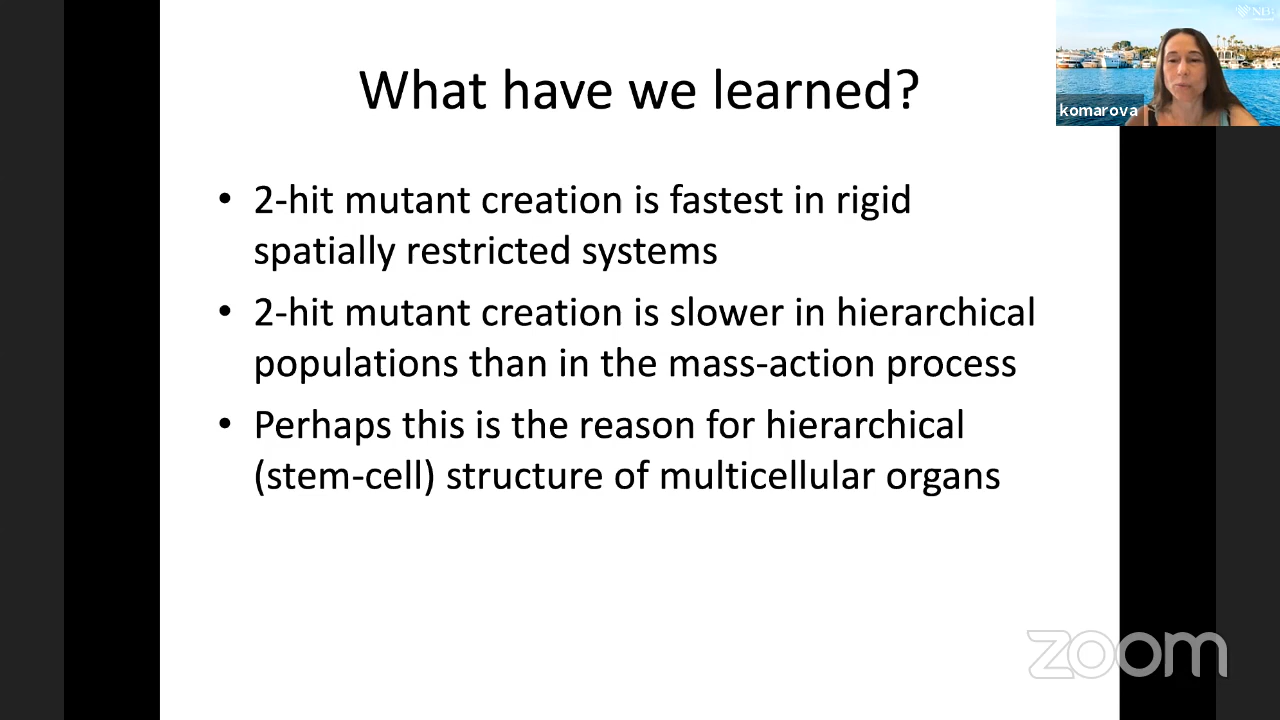 What have we learned?
komarova
• 2-hit mutant creation is fastest in rigid
spatially restricted systems
• 2-hit mutant creation is slower in hierarchical
populations than in the mass-action process
• Perhaps this is the reason for hierarchical
(stem-cell) structure of multicellular organs
zoom